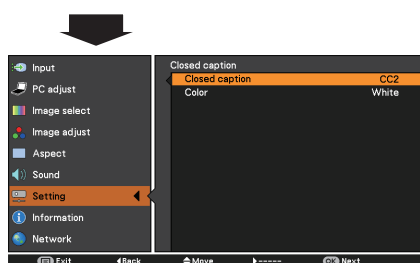 Input
PC adjust
Image select
Image adjust
Aspect
Sound
Setting
Information
Network
Closed caption
Closed caption CC2
Color White
Exit Back Move ----- OK Next